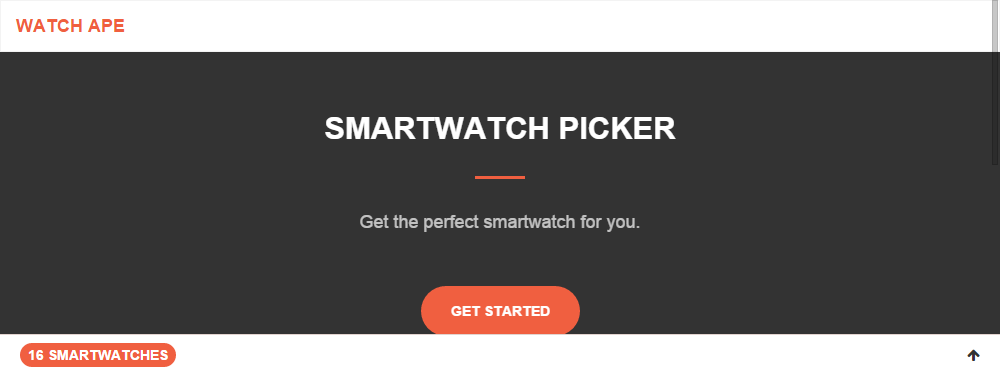 WATCH APE
SMARTWATCH PICKER
Get the perfect smartwatch for you.
GET STARTED
16 SMARTWATCHES